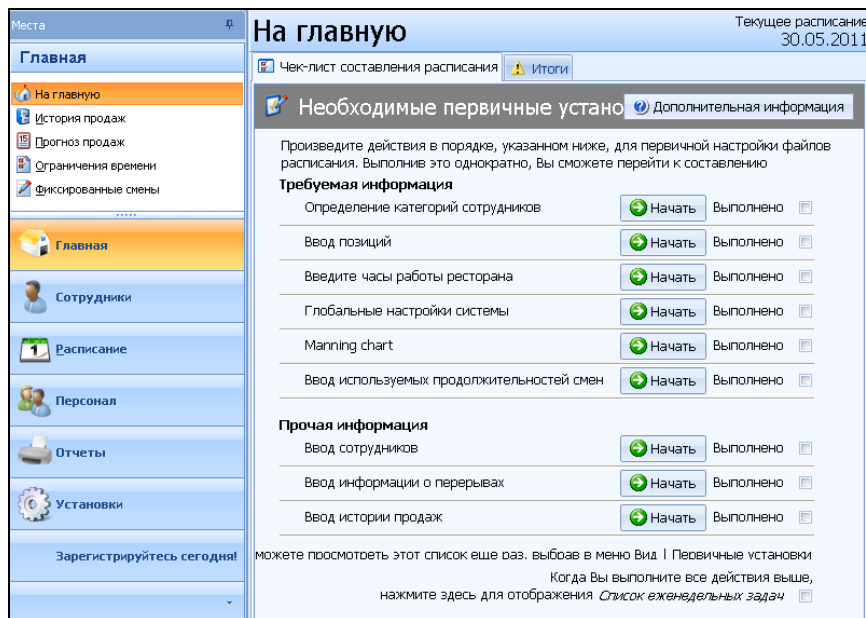 Места
Главная
На главную
История продаж
Прогноз продаж
Ограничения времени
Фиксированные смены
Главная
Сотрудники
Расписание
Персонал
Отчеты
Установки
Зарегистрируйтесь сегодня!
На главную
Текущее расписание
30.05.2011
Чек-лист составления расписания
Итоги
Необходимые первичные устано
Дополнительная информация
Произведите действия в порядке, указанном ниже, для первичной настройки файлов
расписания. Выполнив это однократно, Вы сможете перейти к составлению
Требуемая информация
Определение категорий сотрудников Начать Выполнено
Ввод позиций Начать Выполнено
Введите часы работы ресторана Начать Выполнено
Глобальные настройки системы Начать Выполнено
Manning chart Начать Выполнено
Ввод используемых продолжительностей смен Начать Выполнено
Прочая информация
Ввод сотрудников Начать Выполнено
Ввод информации о перерывах Начать Выполнено
Ввод истории продаж Начать Выполнено
можете просмотреть этот список еще раз, выбрав в меню Вид | Первичные установки
Когда Вы выполните все действия выше,
нажмите здесь для отображения Список еженедельных задач